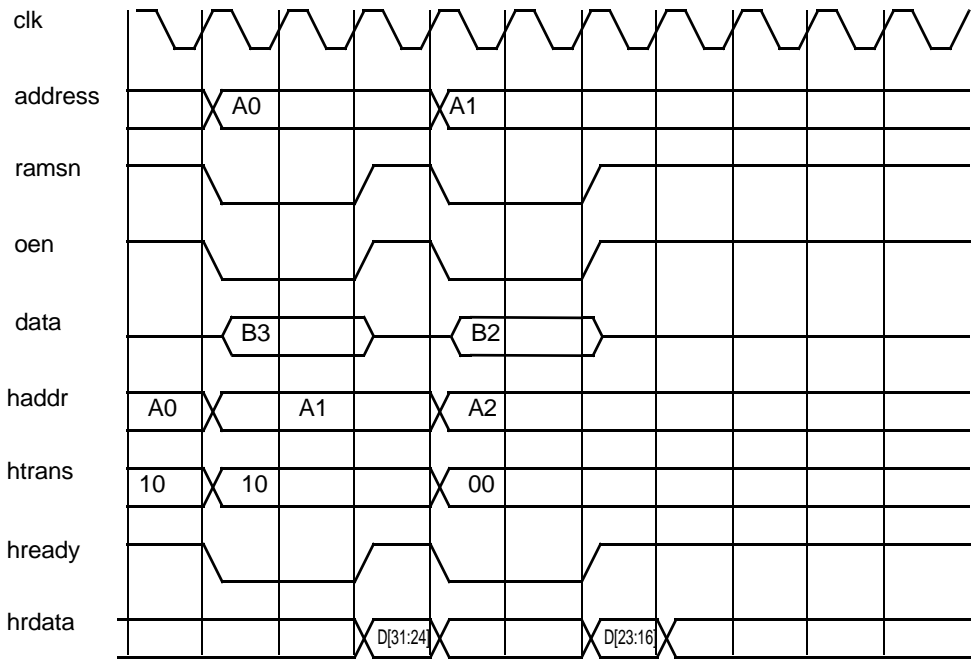 clk
address A0 A1
ramsn
oen
data B3 B2
haddr A0 A1 A2
htrans 10 10 00
hready
hrdata D[31:24] D[23:16]